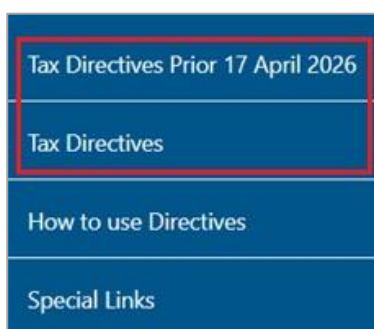 Tax Directives Prior 17 April 2026
Tax Directives
How to use Directives
Special Links